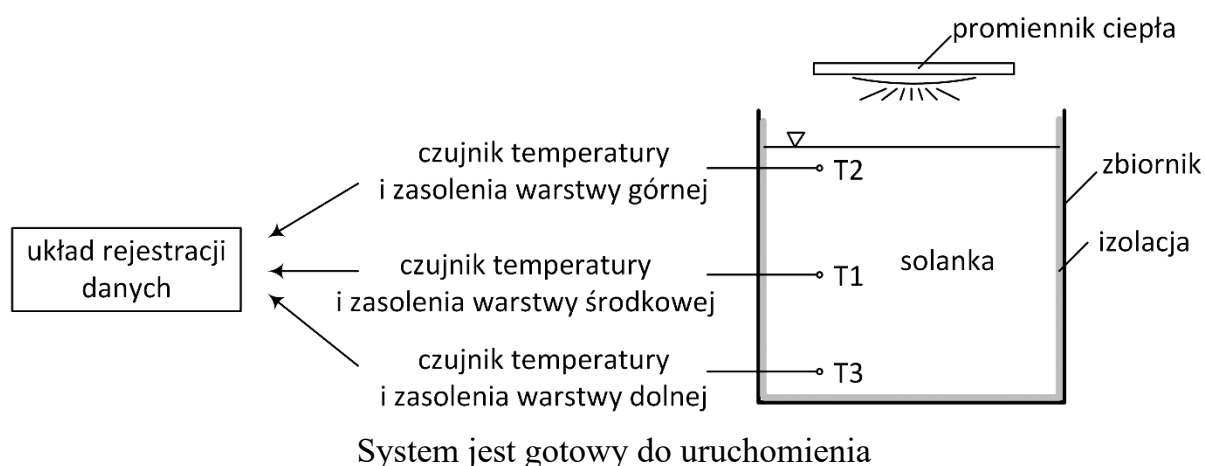 promiennik ciepła
czujnik temperatury
i zasolenia warstwy górnej
T2
zbiornik
układ rejestracji
danych
czujnik temperatury
i zasolenia warstwy środkowej
T1
solanka
izolacja
czujnik temperatury
i zasolenia warstwy dolnej
T3
System jest gotowy do uruchomienia